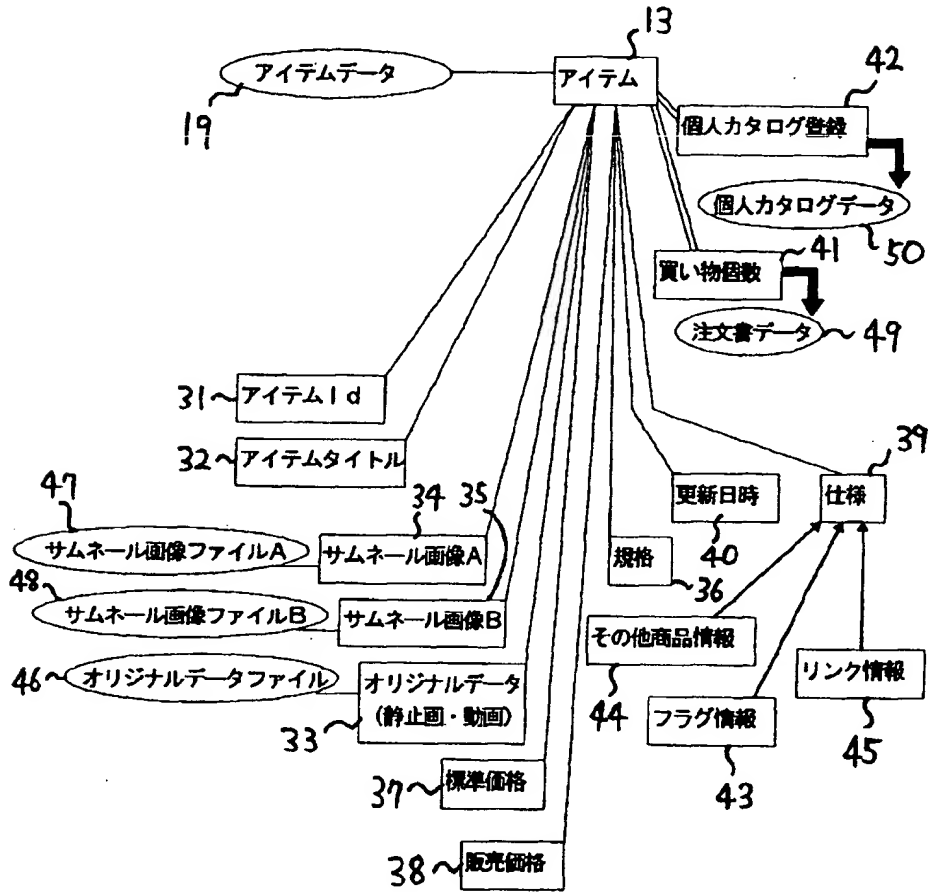 13
アイテムデータ
アイテム
42
19
個人カタログ登録
個人カタログデータ
50
41
買い物個数
注文書データ
49
31
アイテムId
32
アイテムタイトル
39
47
34
35
更新日時
仕様
サムネール画像ファイルA
サムネール画像A
40
48
規格
36
サムネール画像ファイルB
サムネール画像B
その他商品情報
46
オリジナルデータファイル
オリジナルデータ
(静止画・動画)
33
44
リンク情報
フラグ情報
45
37
標準価格
43
38
販売価格